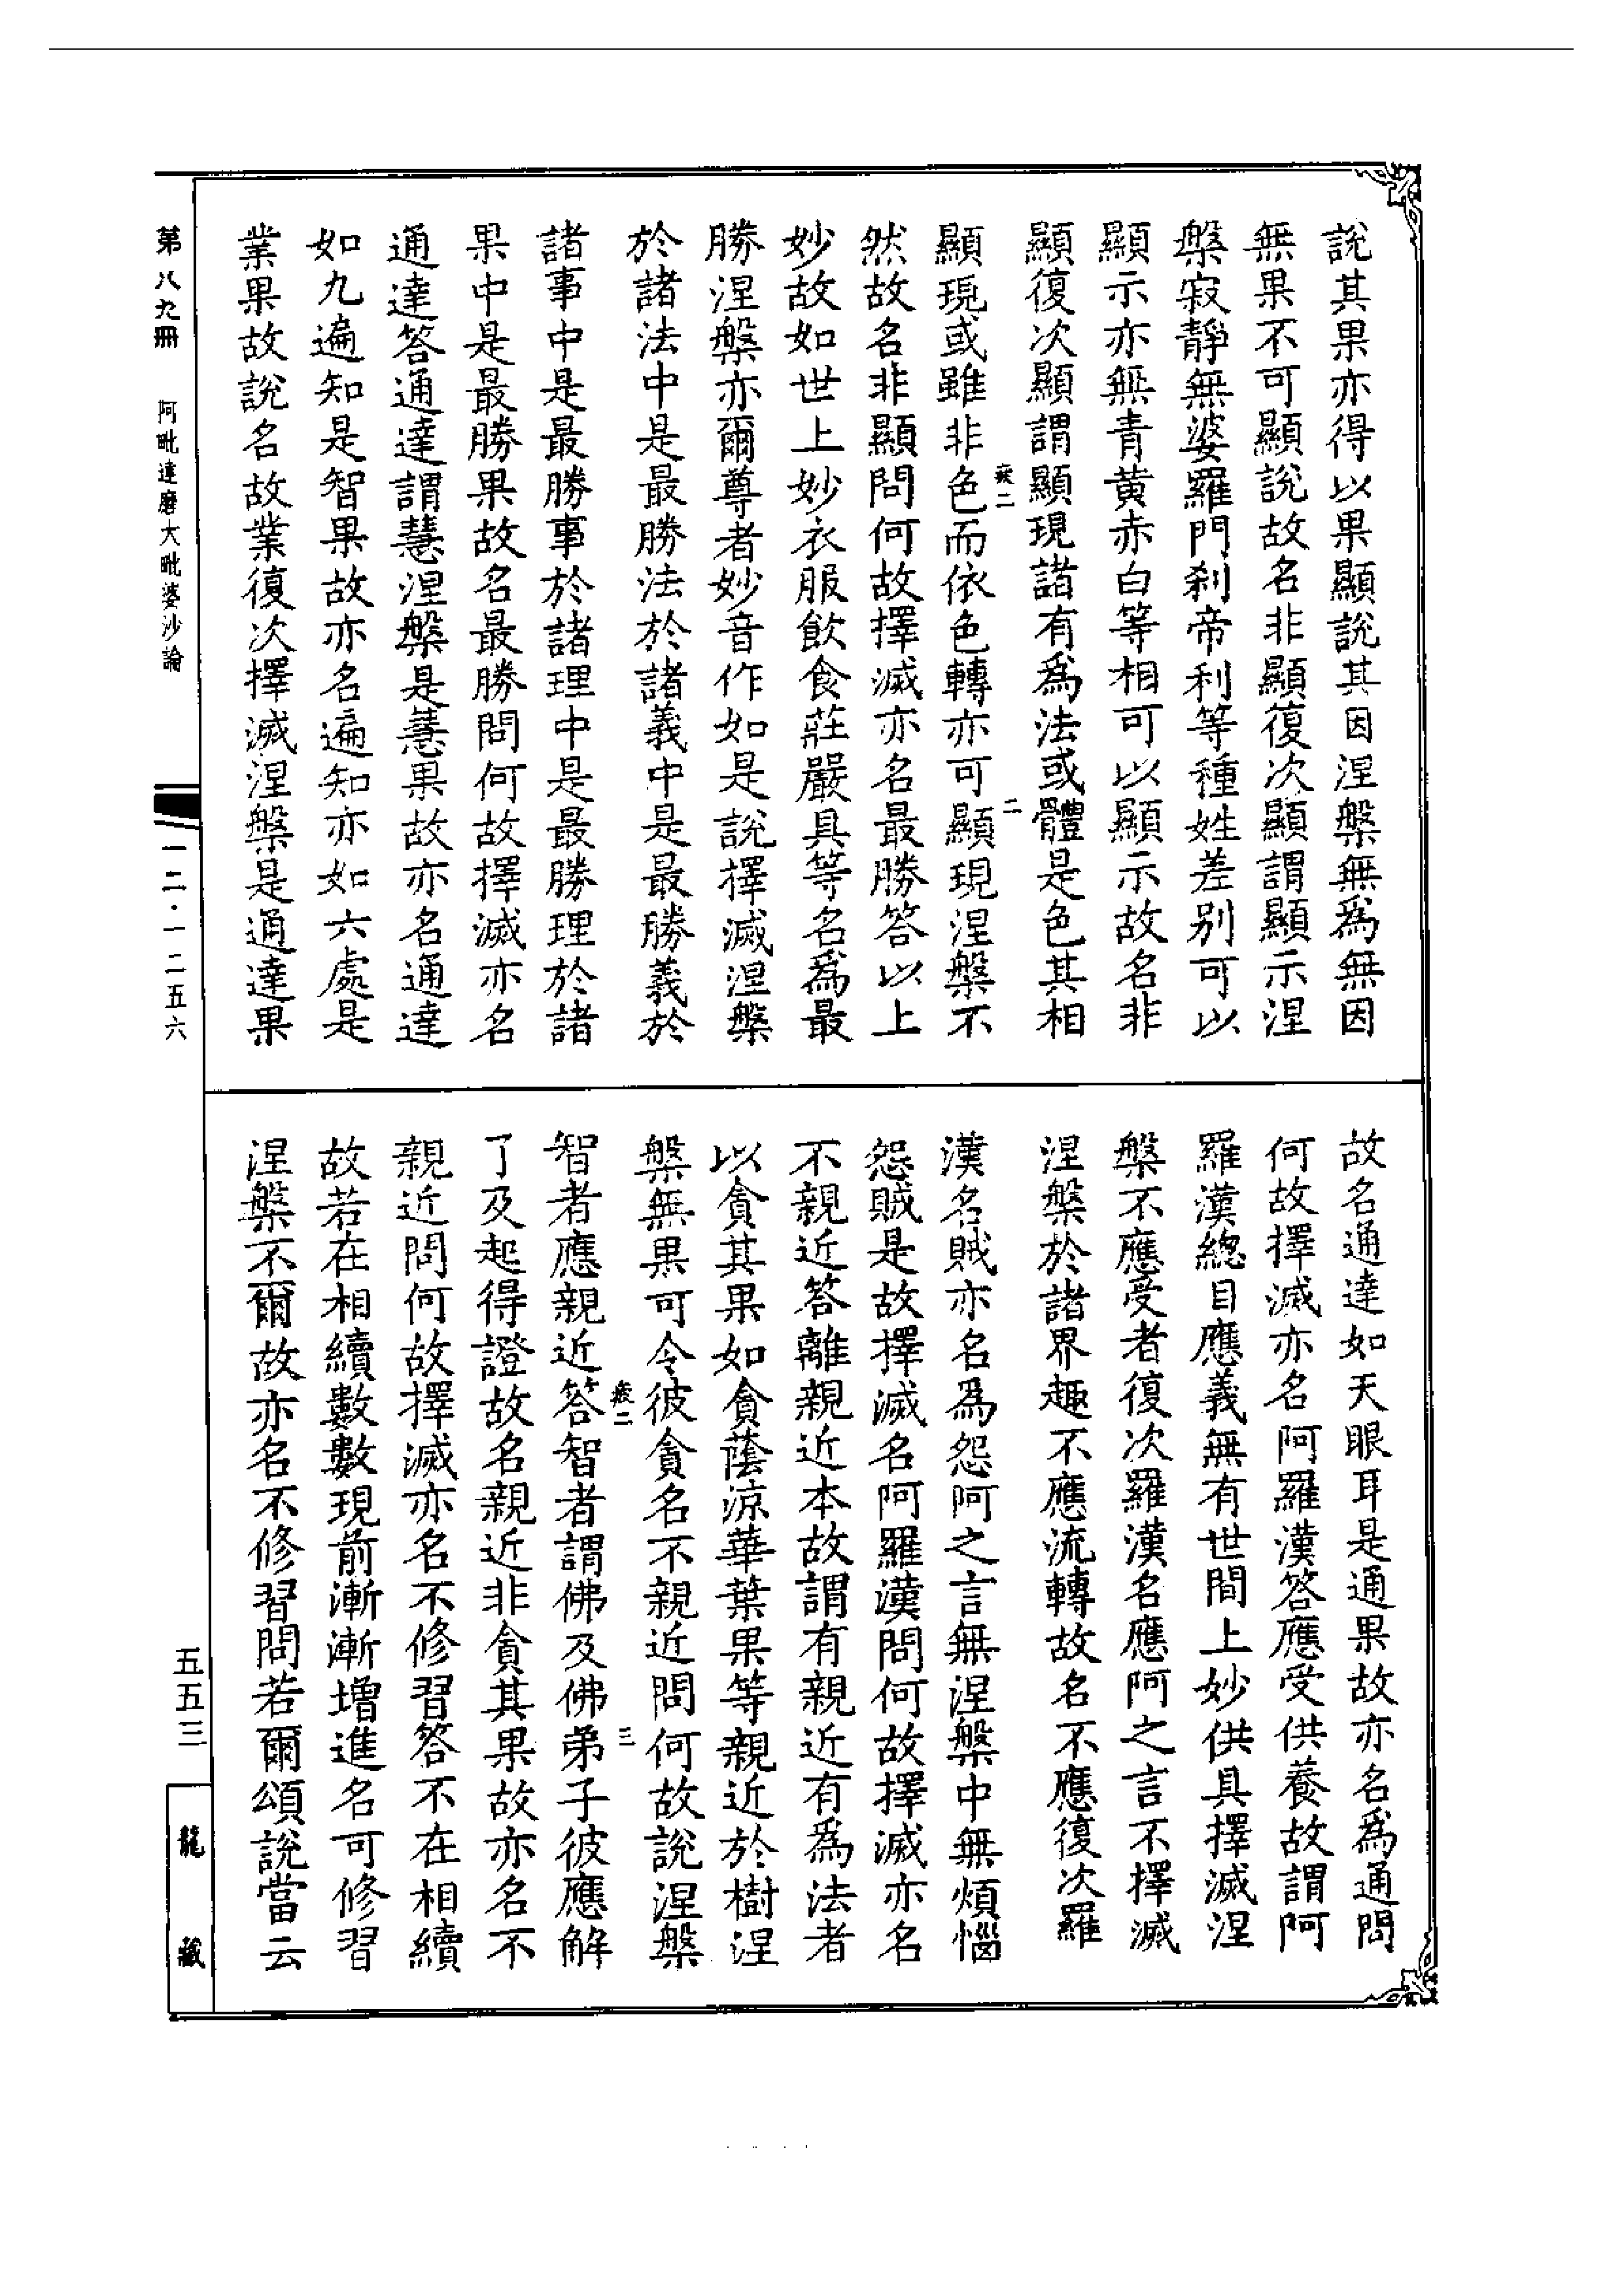 說其果亦得以果顯說其因涅槃無為無因
無果不可顯說故名非顯復次顯謂顯示涅
槃寂靜無婆羅門刹帝利等種姓差別可以
顯示亦無青黃赤白等相可以顯示故名非
顯復次顯謂顯現諸有為法或體是色其相
顯現或雖非色而依色轉亦可顯現涅槃不
二
然故名非顯問何故擇滅亦名最勝答以上
妙故如世上妙衣服飲食莊嚴具等名為最
勝涅槃亦爾尊者妙音作如是說擇滅涅槃
於諸法中是最勝法於諸義中是最勝義於
諸事中是最勝事於諸理中是最勝理於諸
果中是最勝果故名最勝問何故擇滅亦名
通達答通達謂慧涅槃是慧果故亦名通達
如九遍知是智果故亦名遍知亦如六處是
業果故說名故業復次擇滅涅槃是通達果
故名通達如天眼耳是通果故亦名為通問
何故擇滅亦名阿羅漢答應受供養故謂阿
羅漢總目應義無有世間上妙供具擇滅涅
槃不應受者復次羅漢名應阿之言不擇滅
涅槃於諸界趣不應流轉故名不應復次羅
漢名賊亦名為怨阿之言無涅槃中無煩惱
怨賊是故擇滅名阿羅漢問何故擇滅亦名
不親近答離親近本故謂有親近有為法者
以貪其果如貪蔭涼華葉果等親近於樹涅
槃無果可令彼貪名不親近問何故說涅槃
智者應親近答智者謂佛及佛弟子彼應解
三
了及起得證故名親近非貪其果故亦名不
親近問何故擇滅亦名不修習答不在相續
故若在相續數數現前漸漸增進名可修習
涅槃不爾故亦名不修習問若爾頌說當云
第八九冊
阿毗達磨大毗婆沙論
一二·一二五六
五五三
龍藏